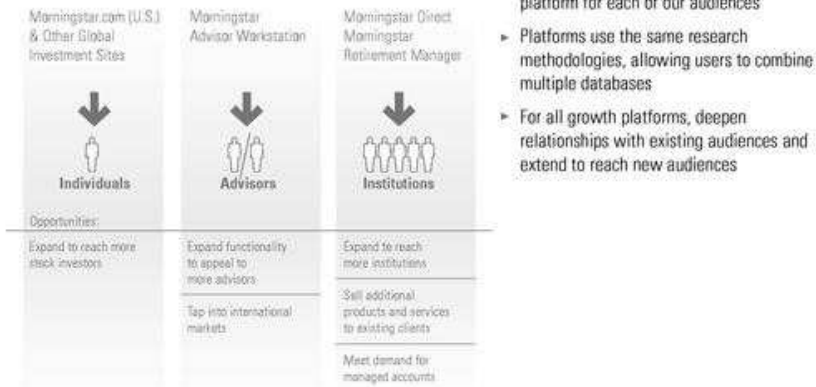 Morningstar.com (U.S.)
& Other Global
Investment Sites
Individuals
Opportunities:
Expand to reach more
stock investors
Morningstar
Advisor Workstation
Advisors
Expand functionality
to appeal to
more advisors
Tap into international
markets
Morningstar Direct
Morningstar
Retirement Manager
Institutions
Expand to reach
more institutions
Sell additional
products and services
to existing clients
Meet demand for
managed accounts
platform for each of our audiences
► Platforms use the same research
methodologies, allowing users to combine
multiple databases
► For all growth platforms, deepen
relationships with existing audiences and
extend to reach new audiences